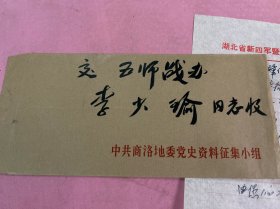 交 五师战办
李少瑜同志收
中共商洛地委党史资料征集小组
湖北省新四军暨